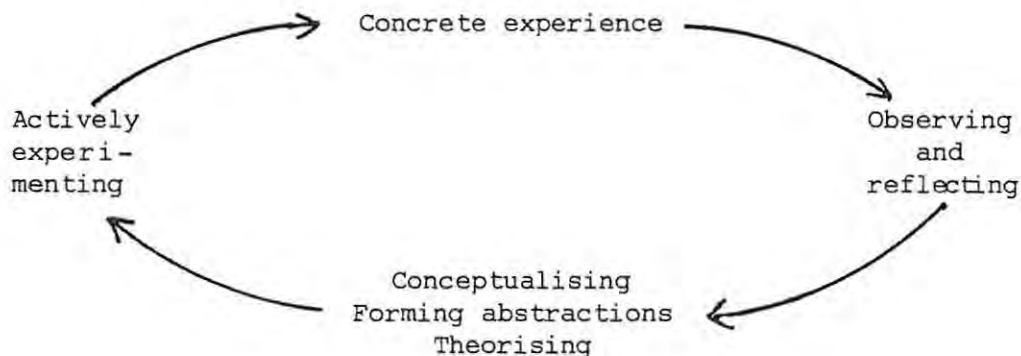 Concrete experience
Actively
experi-
menting
Observing
and
reflecting
Conceptualising
Forming abstractions
Theorising